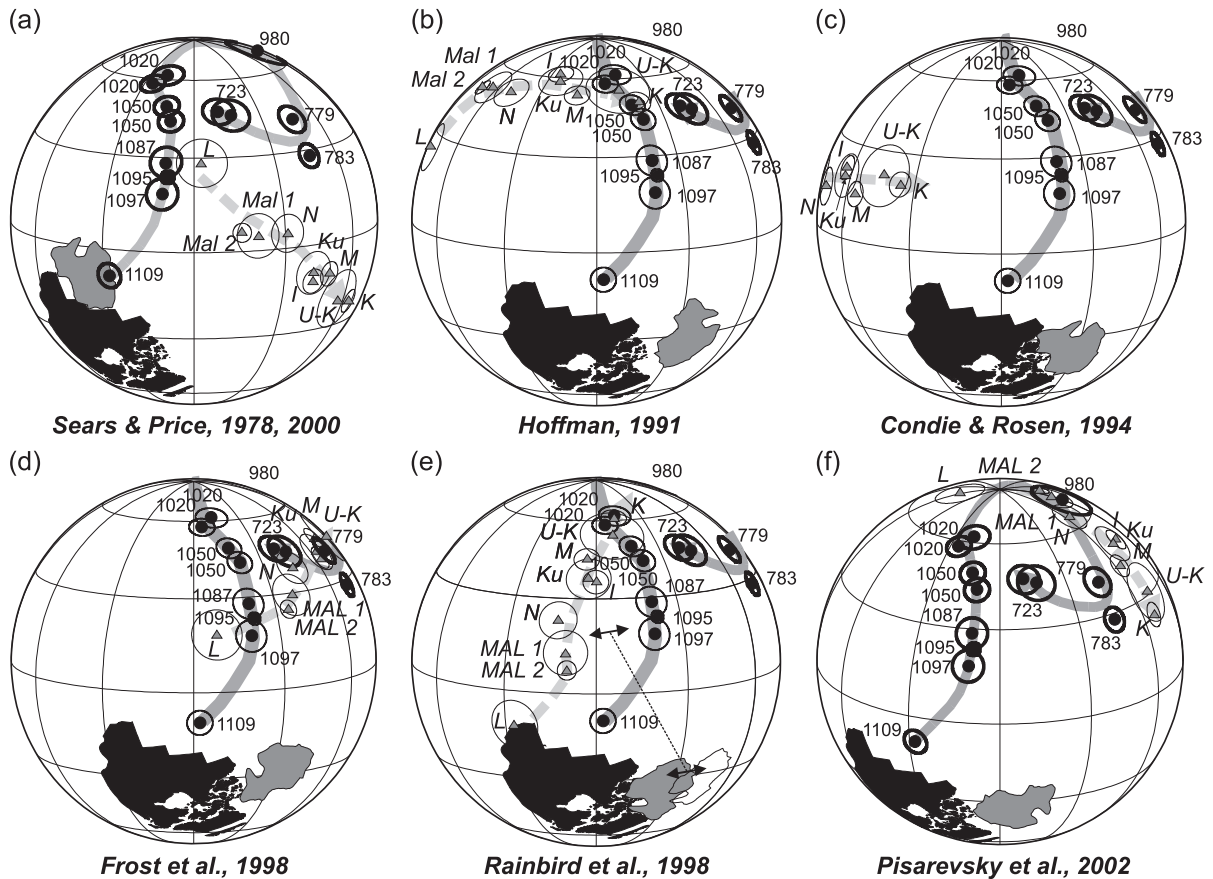 (a)
980
1020
1020
723
779
1050
1050
1087
L
783
1095
1097
Mal 1
N
Mal 2
Ku
M
1109
I
U-K
K
Sears & Price, 1978, 2000
(b)
980
1020
Mal 1
I
1020
U-K
Mal 2
723
779
N
Ku
M
K
1050
1050
L
783
1087
1095
1097
1109
Hoffman, 1991
(c)
980
1020
1020
723
779
1050
1050
U-K
783
I
1087
1095
N
Ku
M
K
1097
1109
Condie & Rosen, 1994
(d)
980
1020
1020
M
U-K
Ku
723
779
1050
1050
N
783
1087
MAL 1
1095
MAL 2
L
1097
1109
Frost et al., 1998
(e)
980
1020
K
1020
U-K
723
779
M
1050
1050
Ku
I
783
1087
N
1095
1097
MAL 1
MAL 2
L
1109
Rainbird et al., 1998
(f)
MAL 2
L
980
1020
1020
MAL 1
N
I
Ku
M
1050
1050
779
U-K
723
1087
K
783
1095
1097
1109
Pisarevsky et al., 2002